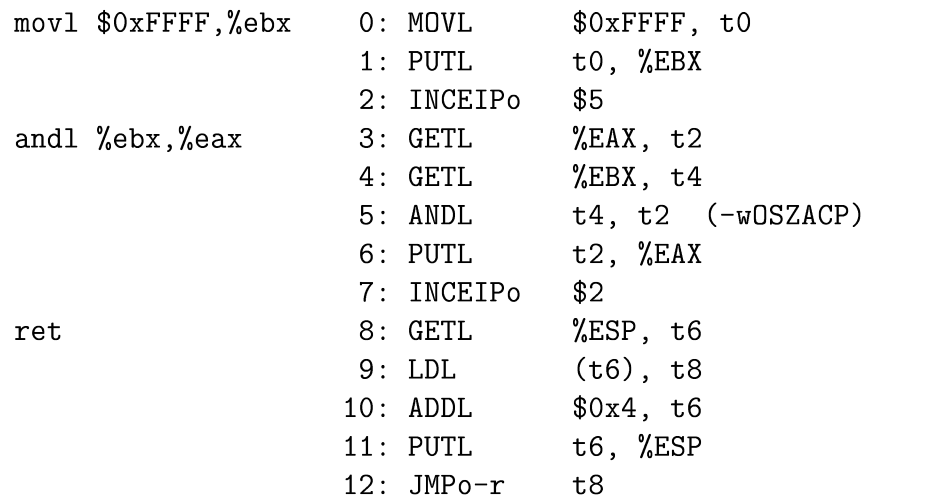 movl $0xFFFF,%ebx 0: MOVL $0xFFFF, t0
1: PUTL t0, %EBX
2: INCEIPo $5
andl %ebx,%eax 3: GETL %EAX, t2
4: GETL %EBX, t4
5: ANDL t4, t2 (-wOSZACP)
6: PUTL t2, %EAX
7: INCEIPo $2
ret 8: GETL %ESP, t6
9: LDL (t6), t8
10: ADDL $0x4, t6
11: PUTL t6, %ESP
12: JMPo-r t8